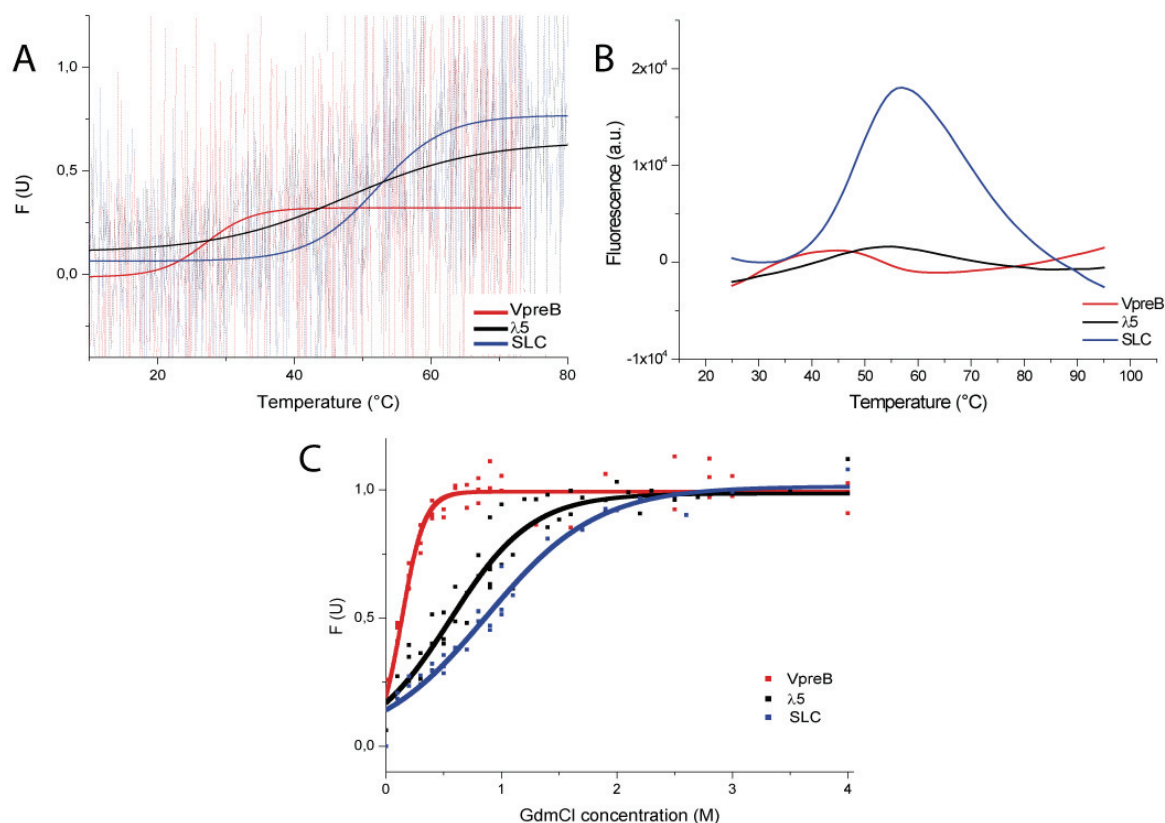 A
F (U)
1,0
0,5
0,0
20
40
60
80
Temperature (°C)
VpreB
λ5
SLC
B
Fluorescence (a.u.)
2x10⁴
1x10⁴
0
-1x10⁴
20
30
40
50
60
70
80
90
100
Temperature (°C)
VpreB
λ5
SLC
C
F (U)
1,0
0,5
0,0
0
1
2
3
4
GdmCl concentration (M)
VpreB
λ5
SLC